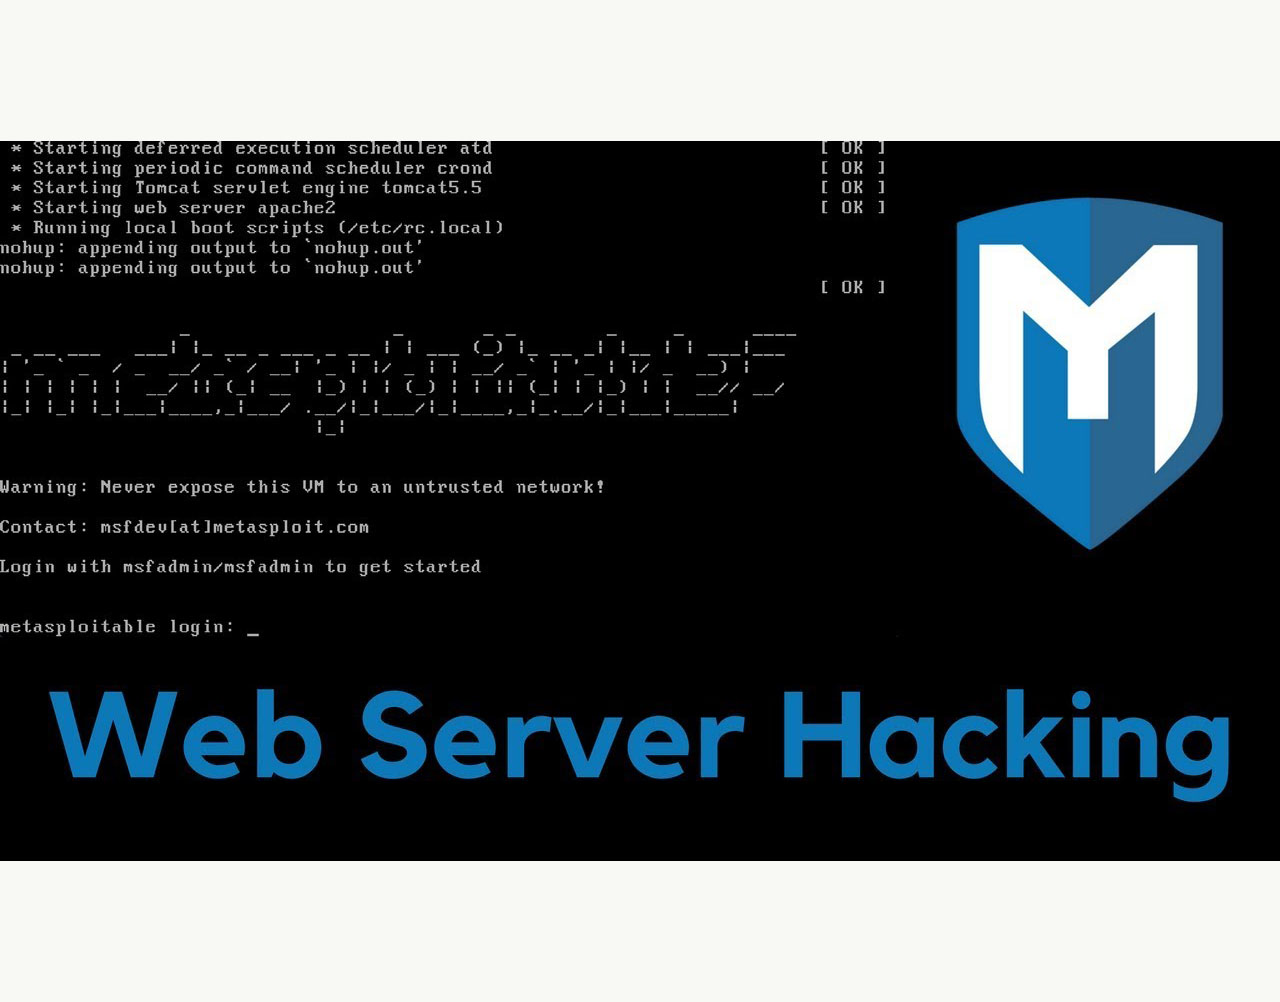 * Starting deferred execution scheduler atd [ OK ]
* Starting periodic command scheduler crond [ OK ]
* Starting Tomcat servlet engine tomcat5.5 [ OK ]
* Starting web server apache2 [ OK ]
* Running local boot scripts (/etc/rc.local)
nohup: appending output to `nohup.out'
nohup: appending output to `nohup.out'
[ OK ]
metasploitable2
Warning: Never expose this VM to an untrusted network!
Contact: msfdev[at]metasploit.com
Login with msfadmin/msfadmin to get started
metasploitable login: _
M
Web Server Hacking